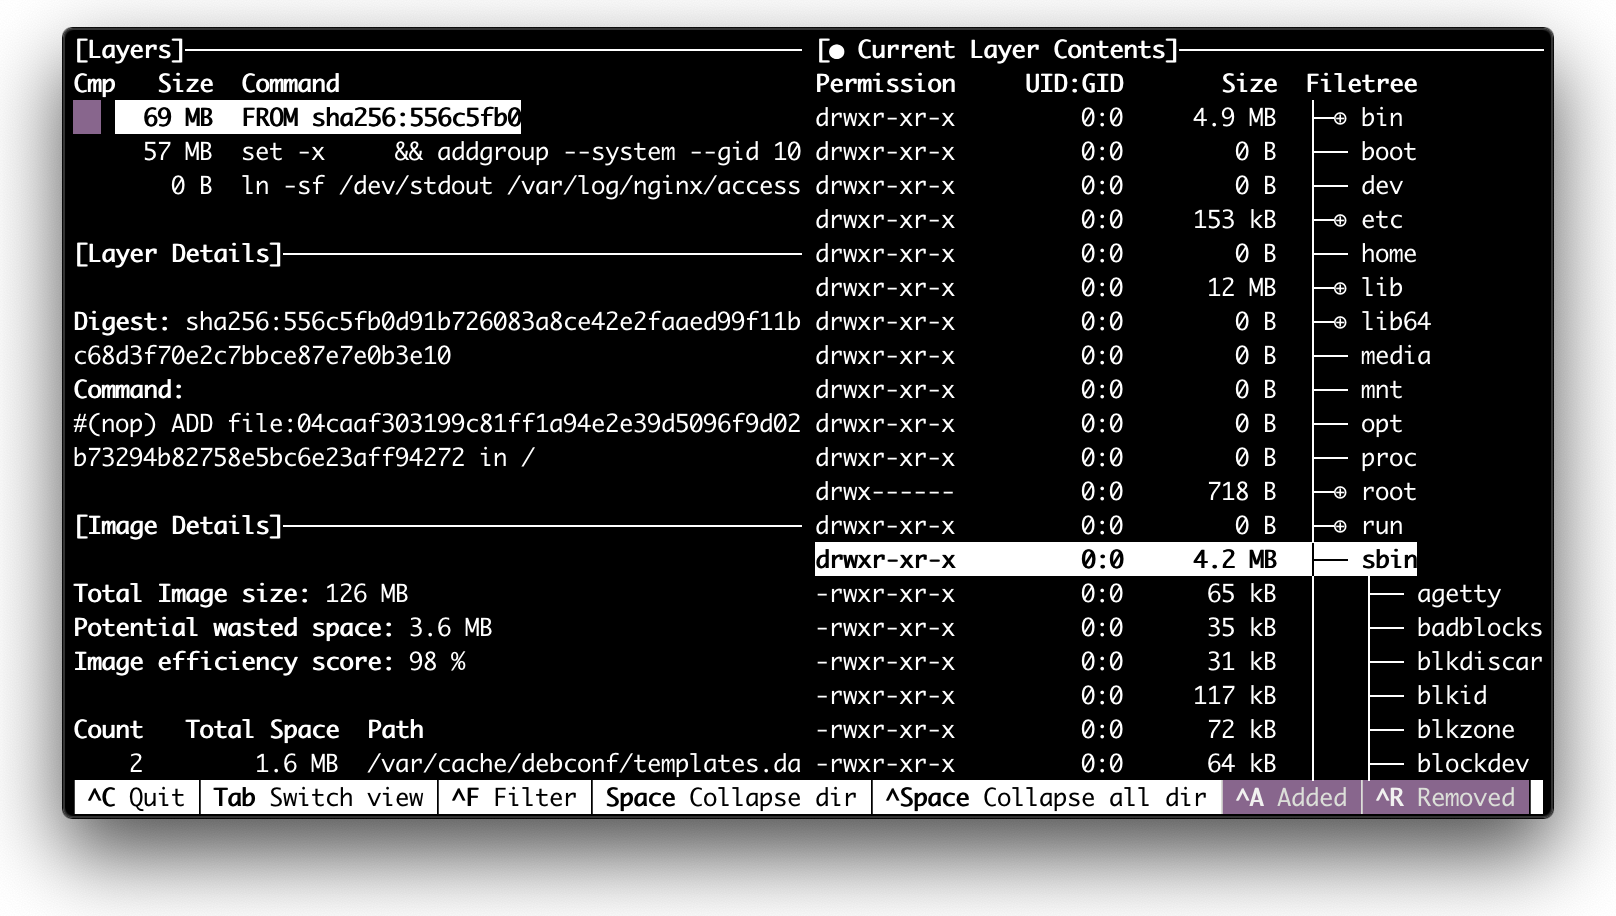 [Layers]
Cmp Size Command
69 MB FROM sha256:556c5fb0
57 MB set -x && addgroup --system --gid 10
0 B ln -sf /dev/stdout /var/log/nginx/access
[Layer Details]
Digest: sha256:556c5fb0d91b726083a8ce42e2faaed99f11b
c68d3f70e2c7bbce87e7e0b3e10
Command:
#(nop) ADD file:04caaf303199c81ff1a94e2e39d5096f9d02
b73294b82758e5bc6e23aff94272 in /
[Image Details]
Total Image size: 126 MB
Potential wasted space: 3.6 MB
Image efficiency score: 98 %
Count Total Space Path
2 1.6 MB /var/cache/debconf/templates.da
[● Current Layer Contents]
Permission UID:GID Size Filetree
drwxr-xr-x 0:0 4.9 MB ├─⊕ bin
drwxr-xr-x 0:0 0 B ├── boot
drwxr-xr-x 0:0 0 B ├── dev
drwxr-xr-x 0:0 153 kB ├─⊕ etc
drwxr-xr-x 0:0 0 B ├── home
drwxr-xr-x 0:0 12 MB ├─⊕ lib
drwxr-xr-x 0:0 0 B ├─⊕ lib64
drwxr-xr-x 0:0 0 B ├── media
drwxr-xr-x 0:0 0 B ├── mnt
drwxr-xr-x 0:0 0 B ├── opt
drwxr-xr-x 0:0 0 B ├── proc
drwx------ 0:0 718 B ├─⊕ root
drwxr-xr-x 0:0 0 B ├─⊕ run
drwxr-xr-x 0:0 4.2 MB ├── sbin
-rwxr-xr-x 0:0 65 kB │ ├── agetty
-rwxr-xr-x 0:0 35 kB │ ├── badblocks
-rwxr-xr-x 0:0 31 kB │ ├── blkdiscar
-rwxr-xr-x 0:0 117 kB │ ├── blkid
-rwxr-xr-x 0:0 72 kB │ ├── blkzone
-rwxr-xr-x 0:0 64 kB │ ├── blockdev
^C Quit | Tab Switch view | ^F Filter | Space Collapse dir | ^Space Collapse all dir | ^A Added | ^R Removed